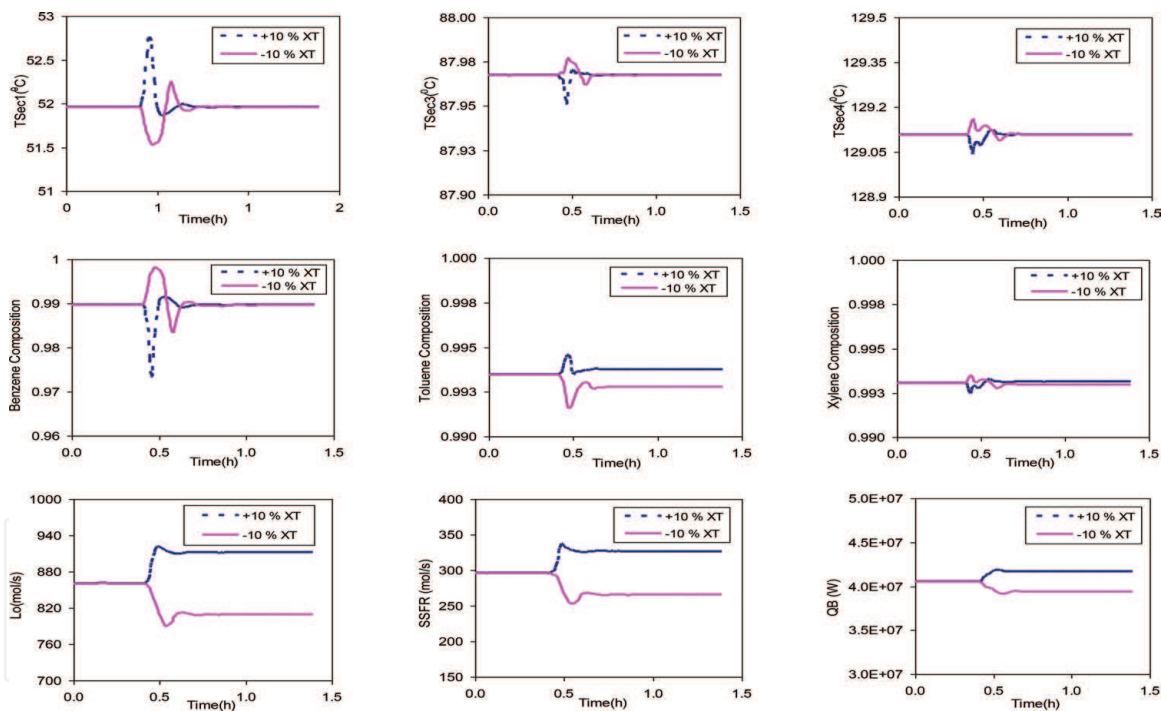 53
52.5
52
51.5
51
TSec1(⁰C)
+10 % XT
-10 % XT
0
1
1
2
Time(h)
88.00
87.98
87.95
87.93
87.90
TSec3(⁰C)
+10 % XT
-10 % XT
0.0
0.5
1.0
1.5
Time(h)
129.5
129.35
129.2
129.05
128.9
TSec4(⁰C)
+10 % XT
-10 % XT
0.0
0.5
1.0
1.5
Time(h)
1
0.99
0.98
0.97
0.96
Benzene Composition
+10 % XT
-10 % XT
0.0
0.5
1.0
1.5
Time(h)
1.000
0.998
0.995
0.993
0.990
Toluene Composition
+10 % XT
-10 % XT
0.0
0.5
1.0
1.5
Time(h)
1.000
0.998
0.995
0.993
0.990
Xylene Composition
+10 % XT
-10 % XT
0.0
0.5
1.0
1.5
Time(h)
1000
940
860
820
760
700
Lo(mol/s)
+10 % XT
-10 % XT
0.0
0.5
1.0
1.5
Time(h)
400
350
300
250
200
150
SSFR (mol/s)
+10 % XT
-10 % XT
0.0
0.5
1.0
1.5
Time(h)
5.0E+07
4.5E+07
4.0E+07
3.5E+07
3.0E+07
QB (W)
+10 % XT
-10 % XT
0.0
0.5
1.0
1.5
Time(h)